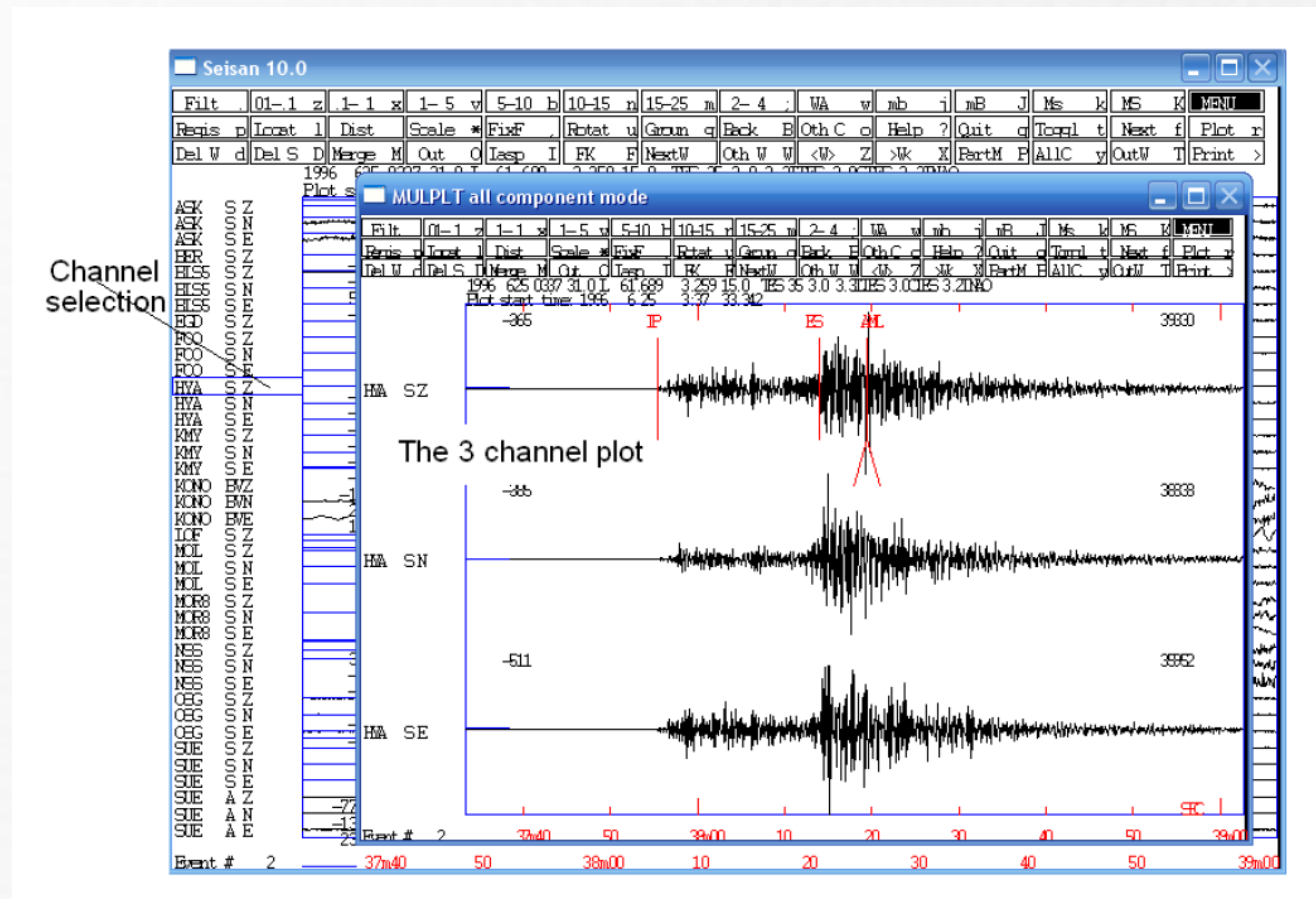 Seisan 10.0
Filt . 01-.1 z .1- 1 x 1- 5 v 5-10 b 10-15 n 15-25 m 2- 4 ; WA w mb j mB J Ms k MS K MENU
Regis p Locat l Dist Scale * FixF , Rotat u Groun g Back B Oth C o Help ? Quit q Toggl t Next f Plot r
Del W d Del S D Merge M Out O Iasp I FK F NextW Oth W W <W> Z >Wk X PartM P AllC y OutW T Print >
MULPLT all component mode
Filt 01-1 z 1-1 x 1-5 v 5-10 10-15 15-25 m 2-4 ; WA w mb j mB J Ms k MS K MENU
Regis Locat l Dist Scale * FixF Rotat u Groun Back B Oth C Help ? Quit Toggl t Next f Plot r
Del W d Del S D Merge M Out O Iasp I FK F NextW Oth W W <W> Z >Wk X PartM P AllC y OutW T Print >
Plot start time: 1996 6 25 3:37 33.342
Channel
selection
ASK S Z
ASK S N
ASK S E
BER S Z
BLS5 S Z
BLS5 S N
BLS5 S E
EGD S Z
FOO S Z
FOO S N
FOO S E
HYA S Z
HYA S N
HYA S E
KMY S Z
KMY S N
KMY S E
KONO BVZ
KONO BVN
KONO BVE
LOF S Z
MOL S Z
MOL S N
MOL S E
MOR8 S Z
MOR8 S N
MOR8 S E
NSS S Z
NSS S N
NSS S E
OEG S Z
OEG S N
OEG S E
SUE S Z
SUE S N
SUE S E
SUE A Z
SUE A N
SUE A E
-365 IP ES AML 39330
HYA SZ
The 3 channel plot
-385
HYA SN
-511
HYA SE
SEC
Event # 2 37m40 50 10 20 30 40 50 39m00
Event # 2 37m40 50 38m00 10 20 30 40 50 39m00